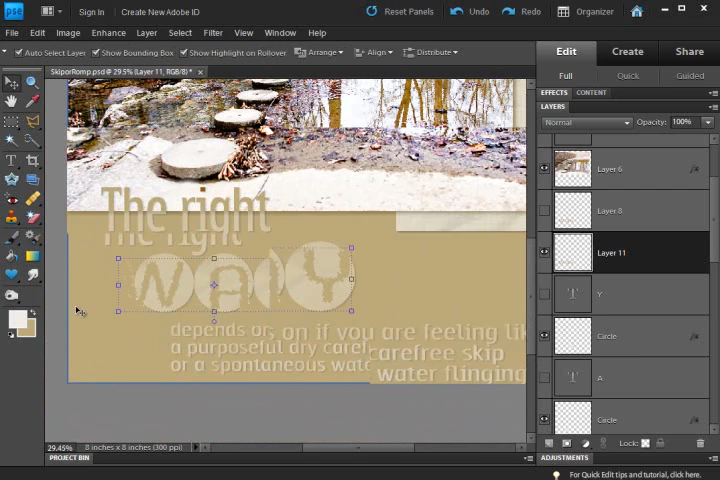 pse
Sign In
Create New Adobe ID
Reset Panels
Undo
Redo
Organizer
File Edit Image Enhance Layer Select Filter View Window Help
Auto Select Layer
Show Bounding Box
Show Highlight on Rollover
Arrange
Align
Distribute
Edit
Create
Share
Full
Quick
Guided
SkiporRomp.psd @ 29.5% (Layer 11, RGB/8) *
EFFECTS CONTENT
LAYERS
Normal
Opacity: 100%
Layer 6
Layer 8
Layer 11
T Y
Circle
T A
Circle
Lock:
The right
The right
W A Y
depends on
; on if you are feeling lik
a purposeful dry caref
carefree skip
or a spontaneous wate
water flinging
29.45%
8 inches x 8 inches (300 ppi)
PROJECT BIN
ADJUSTMENTS
For Quick Edit tips and tutorial, click here.